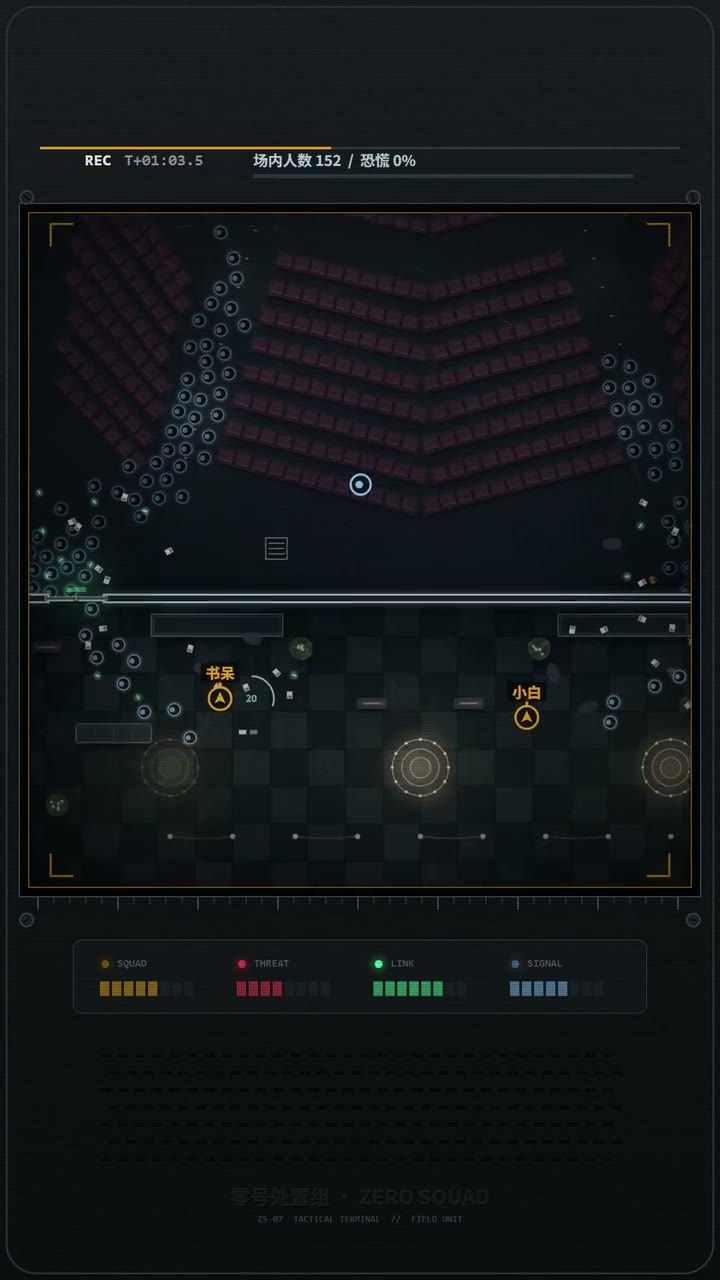 REC T+01:03.5 场内人数 152 / 恐慌 0%
书呆
20
小白
SQUAD THREAT LINK SIGNAL
零号处置组 · ZERO SQUAD
ZS-07 TACTICAL TERMINAL // FIELD UNIT